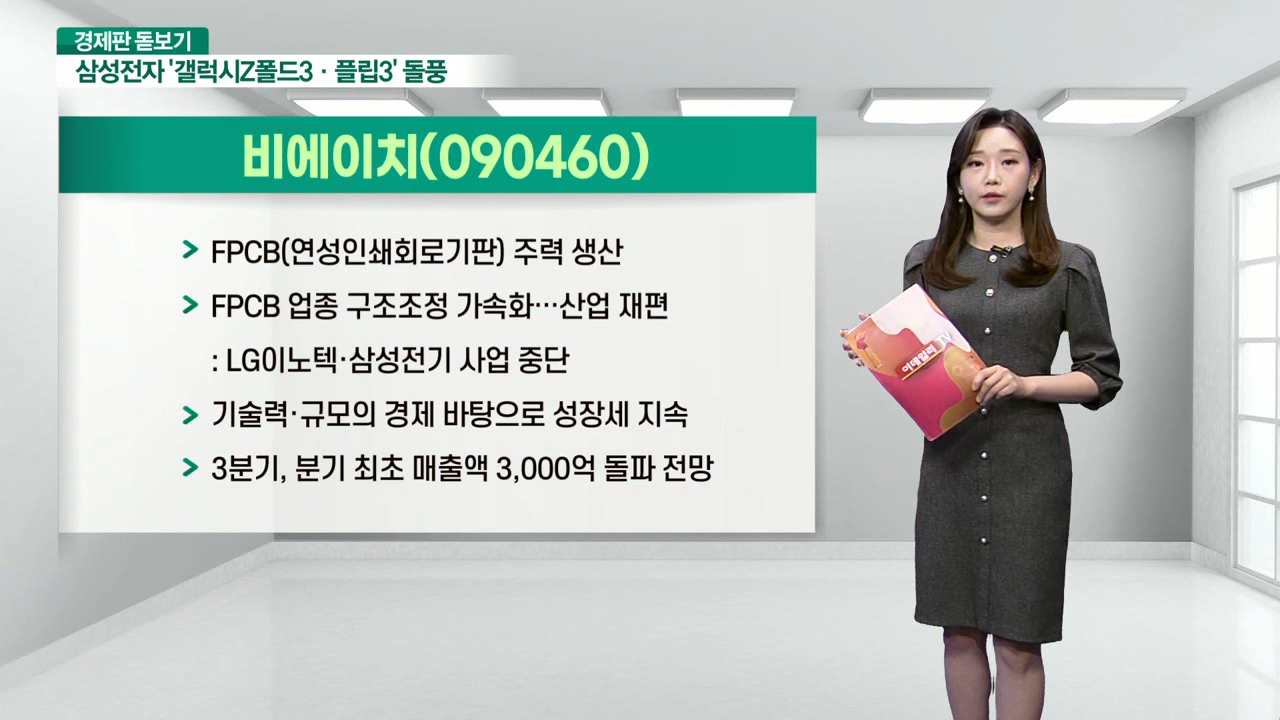 경제판 돋보기
삼성전자 '갤럭시Z폴드3·플립3' 돌풍
비에이치(090460)
> FPCB(연성인쇄회로기판) 주력 생산
> FPCB 업종 구조조정 가속화…산업 재편
: LG이노텍·삼성전기 사업 중단
> 기술력·규모의 경제 바탕으로 성장세 지속
> 3분기, 분기 최초 매출액 3,000억 돌파 전망
이데일리 TV